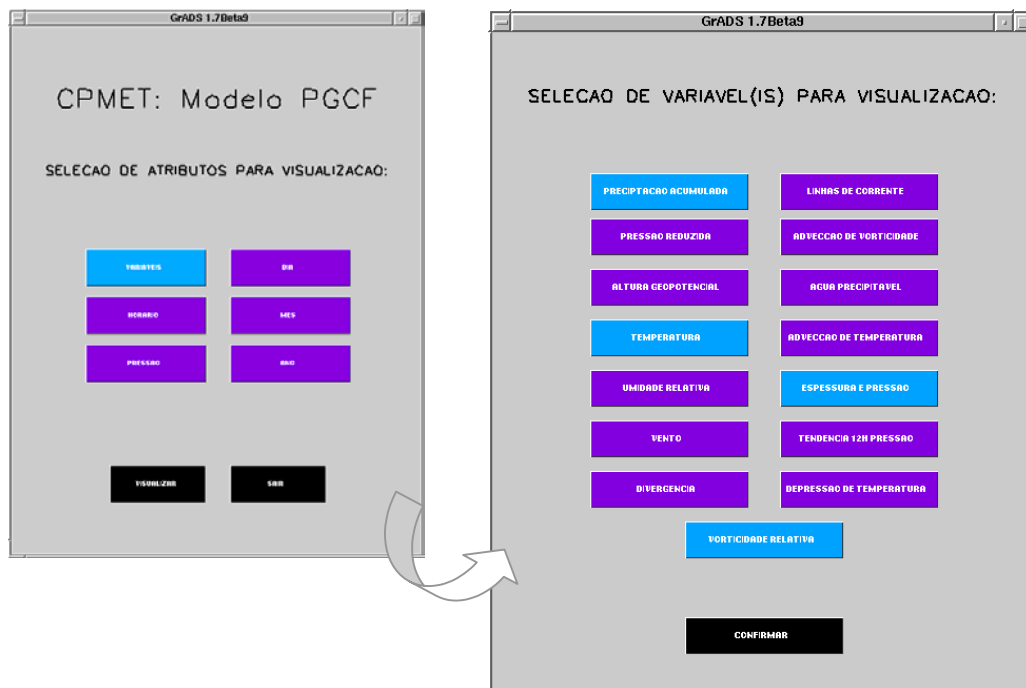 GrADS 1.7Beta9
CPMET: Modelo PGCF
SELECAO DE ATRIBUTOS PARA VISUALIZACAO:
VARIAVEIS
DIA
HORARIO
MES
PRESSAO
ANO
VISUALIZAR
SAIR
GrADS 1.7Beta9
SELECAO DE VARIAVEL(IS) PARA VISUALIZACAO:
PRECIPTACAO ACUMULADA
LINHAS DE CORRENTE
PRESSAO REDUZIDA
ADVECCAO DE VORTICIDADE
ALTURA GEOPOTENCIAL
AGUA PRECIPITAVEL
TEMPERATURA
ADVECCAO DE TEMPERATURA
UMIDADE RELATIVA
ESPESSURA E PRESSAO
VENTO
TENDENCIA 12H PRESSAO
DIVERGENCIA
DEPRESSAO DE TEMPERATURA
VORTICIDADE RELATIVA
CONFIRMAR